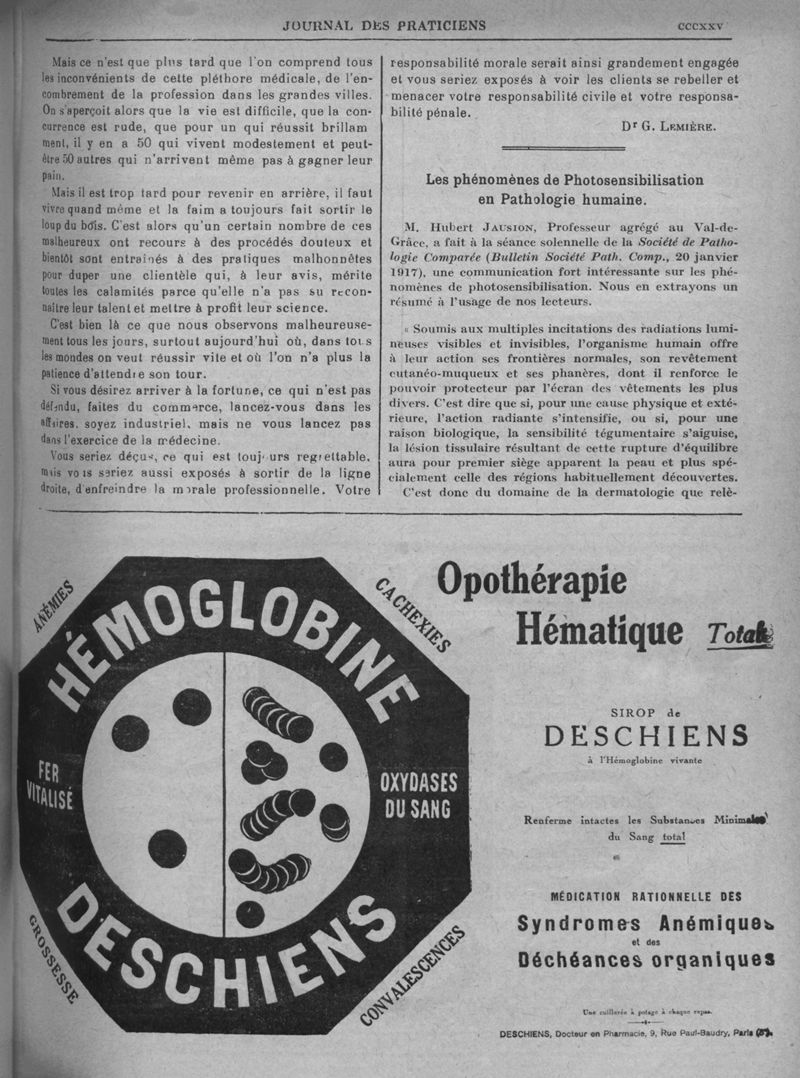 JOURNAL DES PRATICIENS
CCCXXV
Mais ce n'est que plus tard que l'on comprend tous
les inconvénients de cette pléthore médicale, de l'en-
combrement de la profession dans les grandes villes.
On s'aperçoit alors que la vie est difficile, que la con-
currence est rude, que pour un qui réussit brillam
ment, il y en a 50 qui vivent modestement et peut-
être 50 autres qui n'arrivent même pas à gagner leur
pain.
Mais il est trop tard pour revenir en arrière, il faut
vivre quand même et la faim a toujours fait sortir le
loup du bois. C'est alors qu'un certain nombre de ces
malheureux ont recours à des procédés douteux et
bientôt sont entraînés à des pratiques malhonnêtes
pour duper une clientèle qui, à leur avis, mérite
toutes les calamités parce qu'elle n'a pas su recon-
naître leur talent et mettre à profit leur science.
C'est bien là ce que nous observons malheureuse-
ment tous les jours, surtout aujourd'hui où, dans tous
les mondes on veut réussir vite et où l'on n'a plus la
patience d'attendre son tour.
Si vous désirez arriver à la fortune, ce qui n'est pas
défendu, faites du commerce, lancez-vous dans les
affaires, soyez industriel, mais ne vous lancez pas
dans l'exercice de la médecine.
Vous seriez déçus, ce qui est toujours regrettable,
mais vous seriez aussi exposés à sortir de la ligne
droite, d'enfreindre la morale professionnelle. Votre
responsabilité morale serait ainsi grandement engagée
et vous seriez exposés à voir les clients se rebeller et
menacer votre responsabilité civile et votre responsa-
bilité pénale.
Dr G. LEMIÈRE.
Les phénomènes de Photosensibilisation
en Pathologie humaine.
M. Hubert JAUSION, Professeur agrégé au Val-de-
Grâce, a fait à la séance solennelle de la Société de Patho-
logie Comparée (Bulletin Société Path. Comp., 20 janvier
1917), une communication fort intéressante sur les phé-
nomènes de photosensibilisation. Nous en extrayons un
résumé à l'usage de nos lecteurs.
« Soumis aux multiples incitations des radiations lumi-
neuses visibles et invisibles, l'organisme humain offre
à leur action ses frontières normales, son revêtement
cutanéo-muqueux et ses phanères, dont il renforce le
pouvoir protecteur par l'écran des vêtements les plus
divers. C'est dire que si, pour une cause physique et exté-
rieure, l'action radiante s'intensifie, ou si, pour une
raison biologique, la sensibilité tégumentaire s'aiguise,
la lésion tissulaire résultant de cette rupture d'équilibre
aura pour premier siège apparent la peau et plus spé-
cialement celle des régions habituellement découvertes.
C'est donc du domaine de la dermatologie que relè-
ANÉMIES
CACHEXIES
HÉMOGLOBINE
FER
VITALISÉ
OXYDASES
DU SANG
DESCHIENS
GROSSESSE
CONVALESCENCES
Opothérapie
Hématique Totale
SIROP de
DESCHIENS
à l'Hémoglobine vivante
Renferme intactes les Substances Minimales
du Sang total
MÉDICATION RATIONNELLE DES
Syndromes Anémiques
et des
Déchéances organiques
Une cuillerée à potage à chaque repas.
DESCHIENS, Docteur en Pharmacie, 9, Rue Paul-Baudry, Paris (8e).